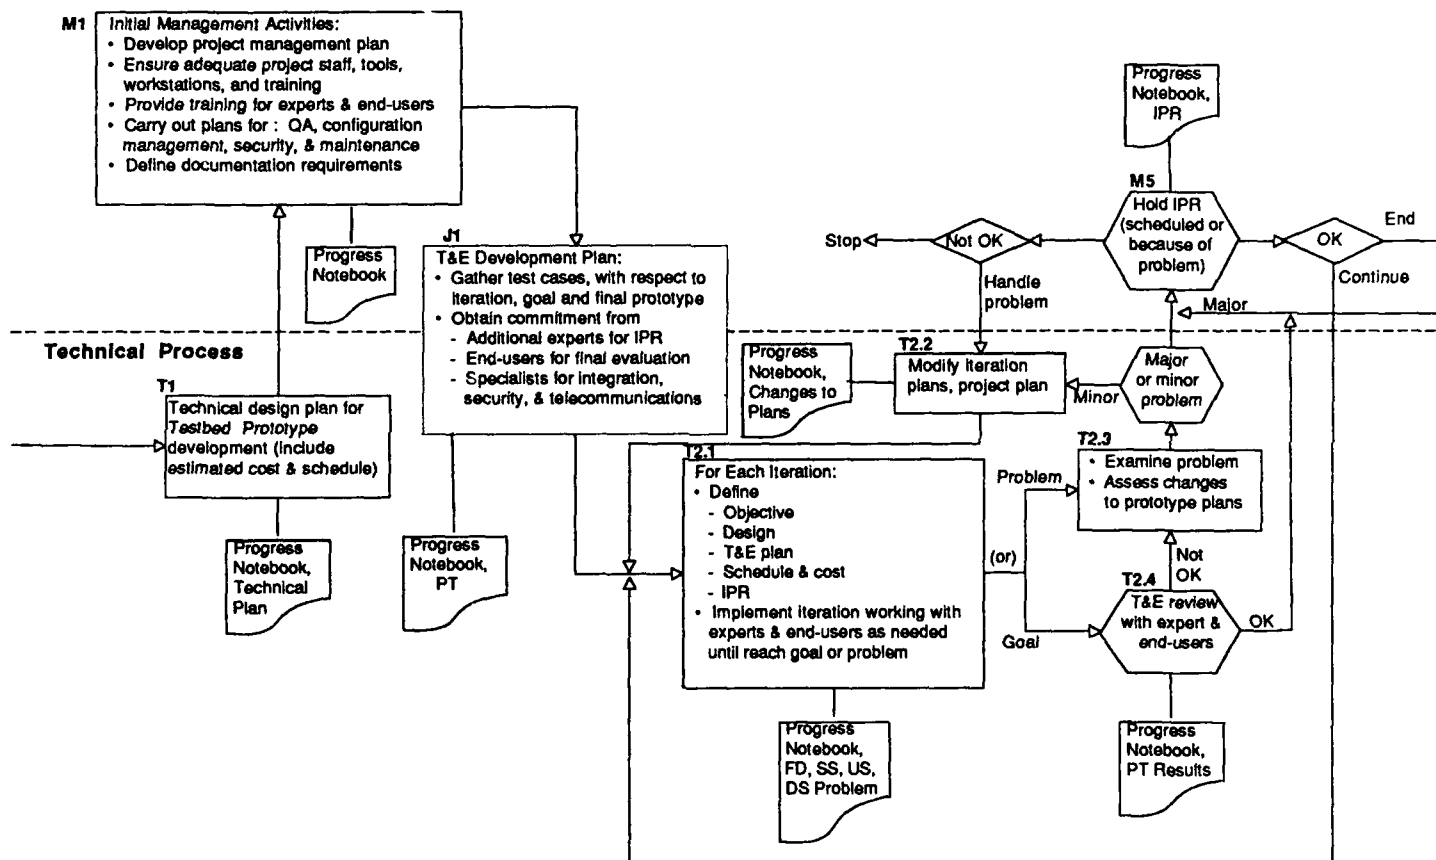 M1
Initial Management Activities:
• Develop project management plan
• Ensure adequate project staff, tools,
workstations, and training
• Provide training for experts & end-users
• Carry out plans for : QA, configuration
management, security, & maintenance
• Define documentation requirements
Progress
Notebook
J1
T&E Development Plan:
• Gather test cases, with respect to
iteration, goal and final prototype
• Obtain commitment from
- Additional experts for IPR
- End-users for final evaluation
- Specialists for integration,
security, & telecommunications
Progress
Notebook,
IPR
M5
Hold IPR
(scheduled or
because of
problem)
Stop
Not OK
OK
End
Continue
Handle
problem
Major
Technical Process
T1
Technical design plan for
Testbed Prototype
development (include
estimated cost & schedule)
Progress
Notebook,
Technical
Plan
Progress
Notebook,
PT
Progress
Notebook,
Changes to
Plans
T2.2
Modify iteration
plans, project plan
Minor
Major
or minor
problem
T2.1
For Each Iteration:
• Define
- Objective
- Design
- T&E plan
- Schedule & cost
- IPR
• Implement iteration working with
experts & end-users as needed
until reach goal or problem
Problem
(or)
Goal
T2.3
• Examine problem
• Assess changes
to prototype plans
Not
OK
T2.4
T&E review
with expert &
end-users
OK
Progress
Notebook,
FD, SS, US,
DS Problem
Progress
Notebook,
PT Results